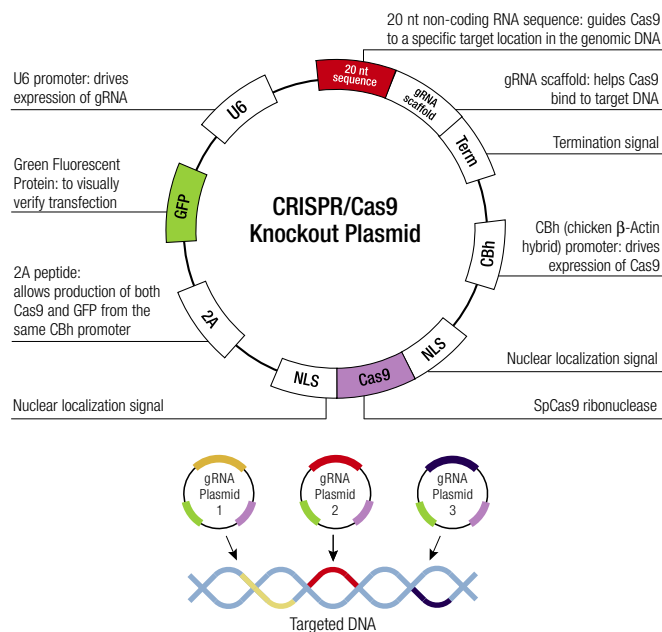 20 nt non-coding RNA sequence: guides Cas9
to a specific target location in the genomic DNA
U6 promoter: drives
expression of gRNA
gRNA scaffold: helps Cas9
bind to target DNA
Termination signal
Green Fluorescent
Protein: to visually
verify transfection
CBh (chicken β-Actin
hybrid) promoter: drives
expression of Cas9
2A peptide:
allows production of both
Cas9 and GFP from the
same CBh promoter
Nuclear localization signal
Nuclear localization signal
SpCas9 ribonuclease
20 nt
sequence
gRNA
scaffold
Term
CBh
NLS
Cas9
NLS
2A
GFP
U6
CRISPR/Cas9
Knockout Plasmid
gRNA
Plasmid
1
gRNA
Plasmid
2
gRNA
Plasmid
3
Targeted DNA